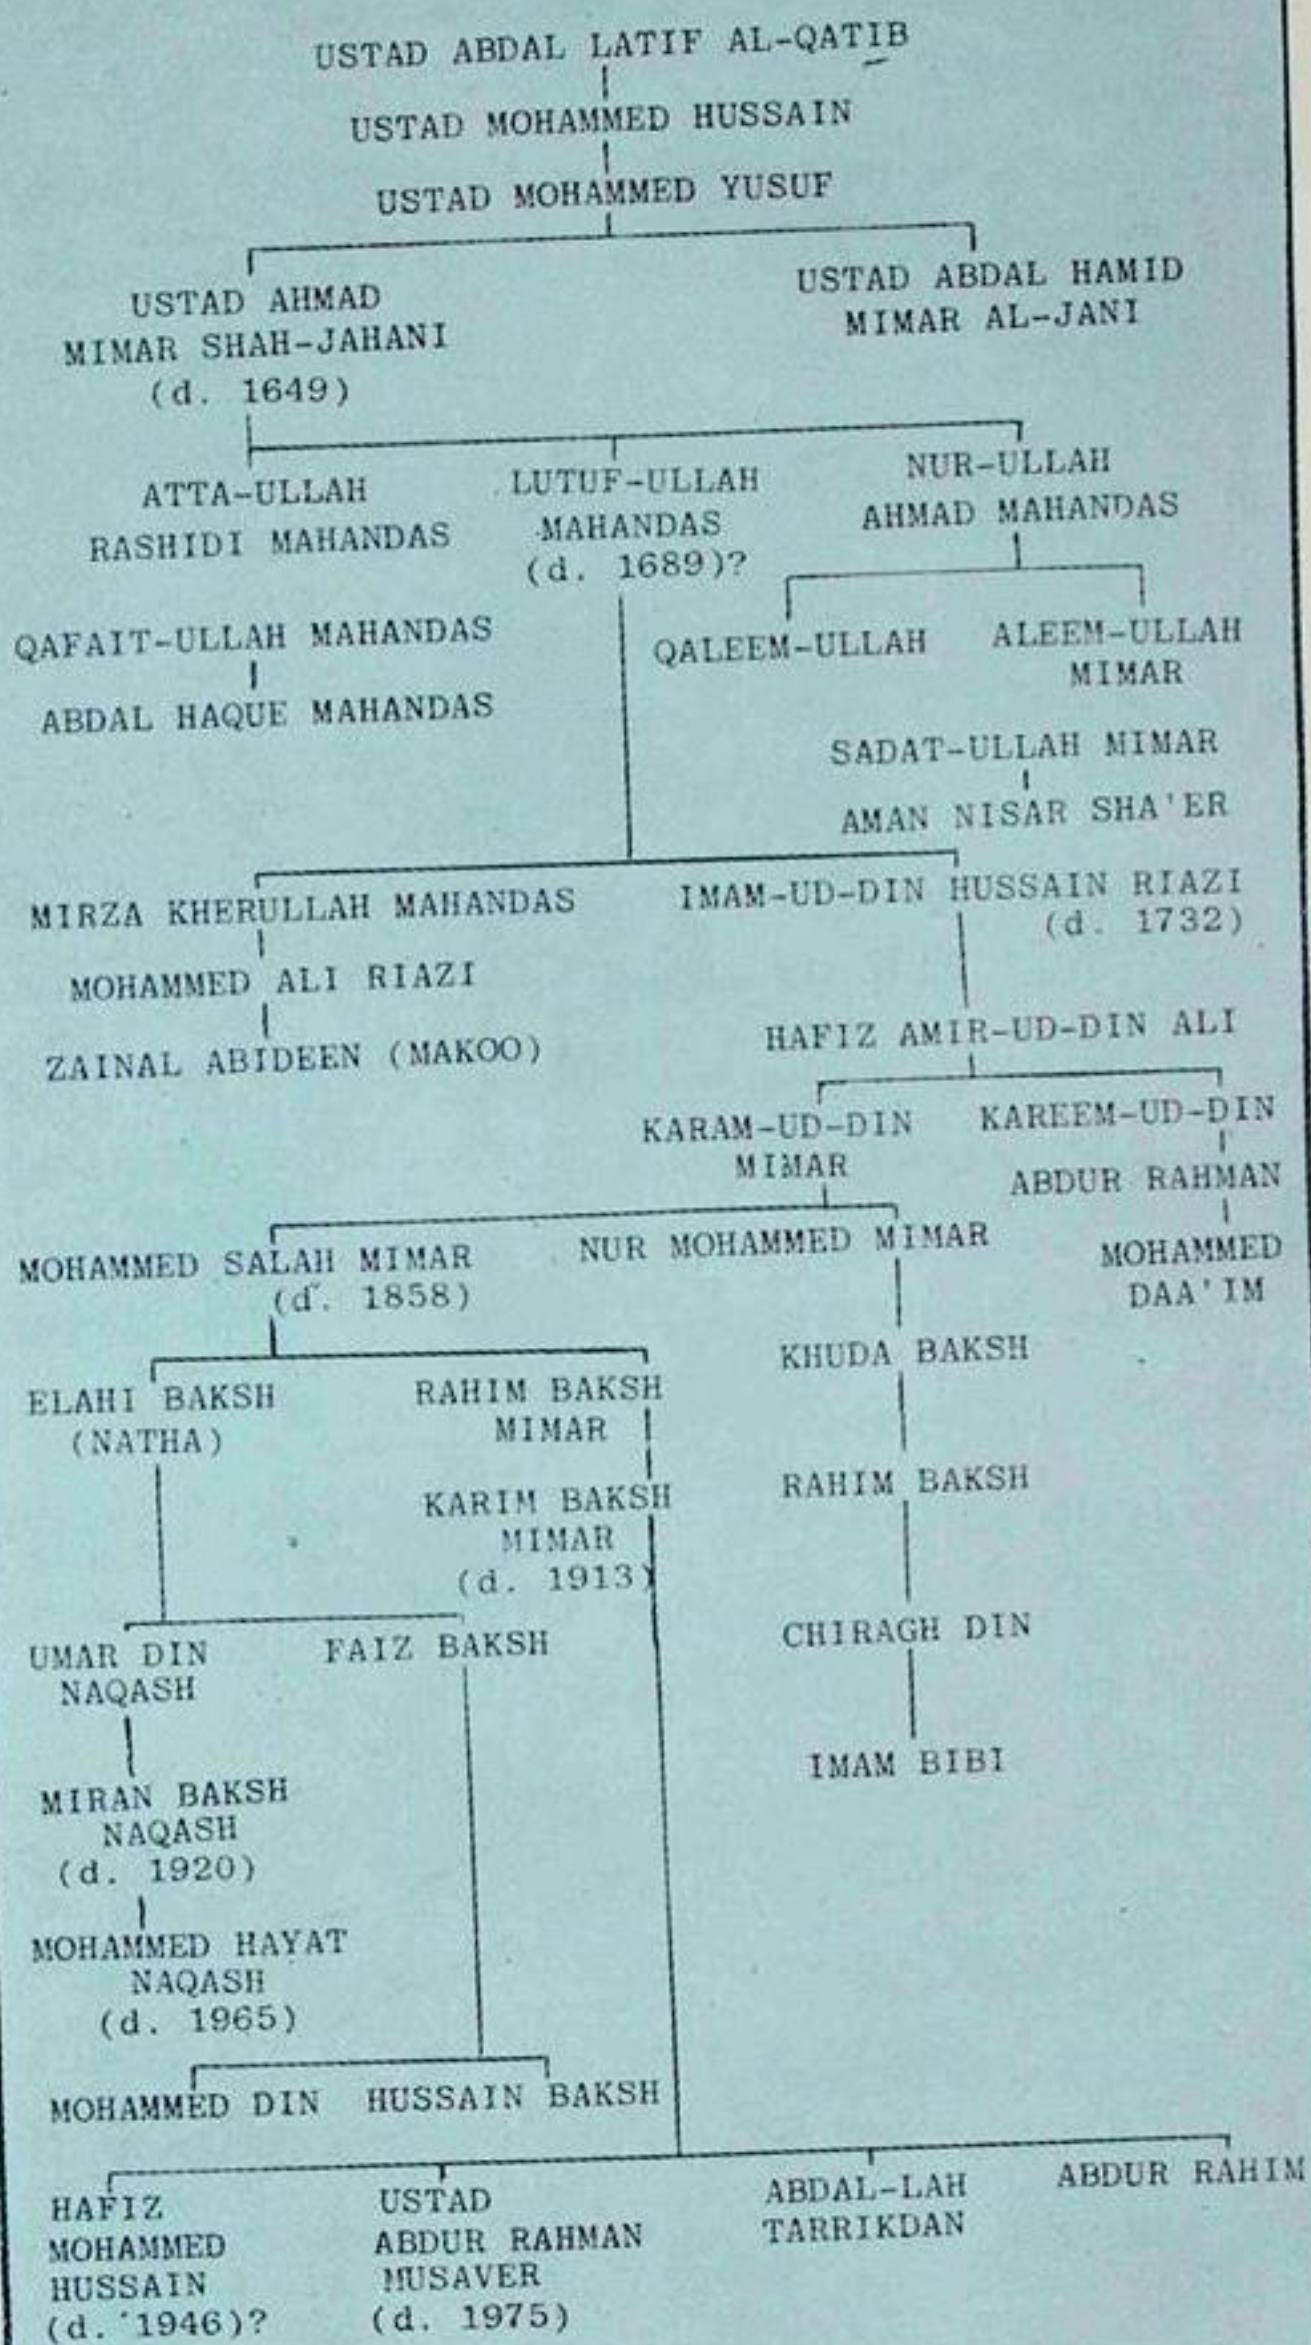 USTAD ABDAL LATIF AL-QATIB
USTAD MOHAMMED HUSSAIN
USTAD MOHAMMED YUSUF
USTAD AHMAD
MIMAR SHAH-JAHANI
(d. 1649)
USTAD ABDAL HAMID
MIMAR AL-JANI
ATTA-ULLAH
RASHIDI MAHANDAS
LUTUF-ULLAH
MAHANDAS
(d. 1689)?
NUR-ULLAH
AHMAD MAHANDAS
QAFAIT-ULLAH MAHANDAS
ABDAL HAQUE MAHANDAS
QALEEM-ULLAH
ALEEM-ULLAH
MIMAR
SADAT-ULLAH MIMAR
AMAN NISAR SHA'ER
MIRZA KHERULLAH MAHANDAS
MOHAMMED ALI RIAZI
ZAINAL ABIDEEN (MAKOO)
IMAM-UD-DIN HUSSAIN RIAZI
(d. 1732)
HAFIZ AMIR-UD-DIN ALI
KARAM-UD-DIN
MIMAR
KAREEM-UD-DIN
ABDUR RAHMAN
MOHAMMED
DAA'IM
MOHAMMED SALAH MIMAR
(d. 1858)
NUR MOHAMMED MIMAR
KHUDA BAKSH
RAHIM BAKSH
CHIRAGH DIN
IMAM BIBI
ELAHI BAKSH
(NATHA)
RAHIM BAKSH
MIMAR
KARIM BAKSH
MIMAR
(d. 1913)
UMAR DIN
NAQASH
FAIZ BAKSH
MIRAN BAKSH
NAQASH
(d. 1920)
MOHAMMED HAYAT
NAQASH
(d. 1965)
MOHAMMED DIN
HUSSAIN BAKSH
HAFIZ
MOHAMMED
HUSSAIN
(d. 1946)?
USTAD
ABDUR RAHMAN
MUSAVER
(d. 1975)
ABDAL-LAH
TARRIKDAN
ABDUR RAHIM